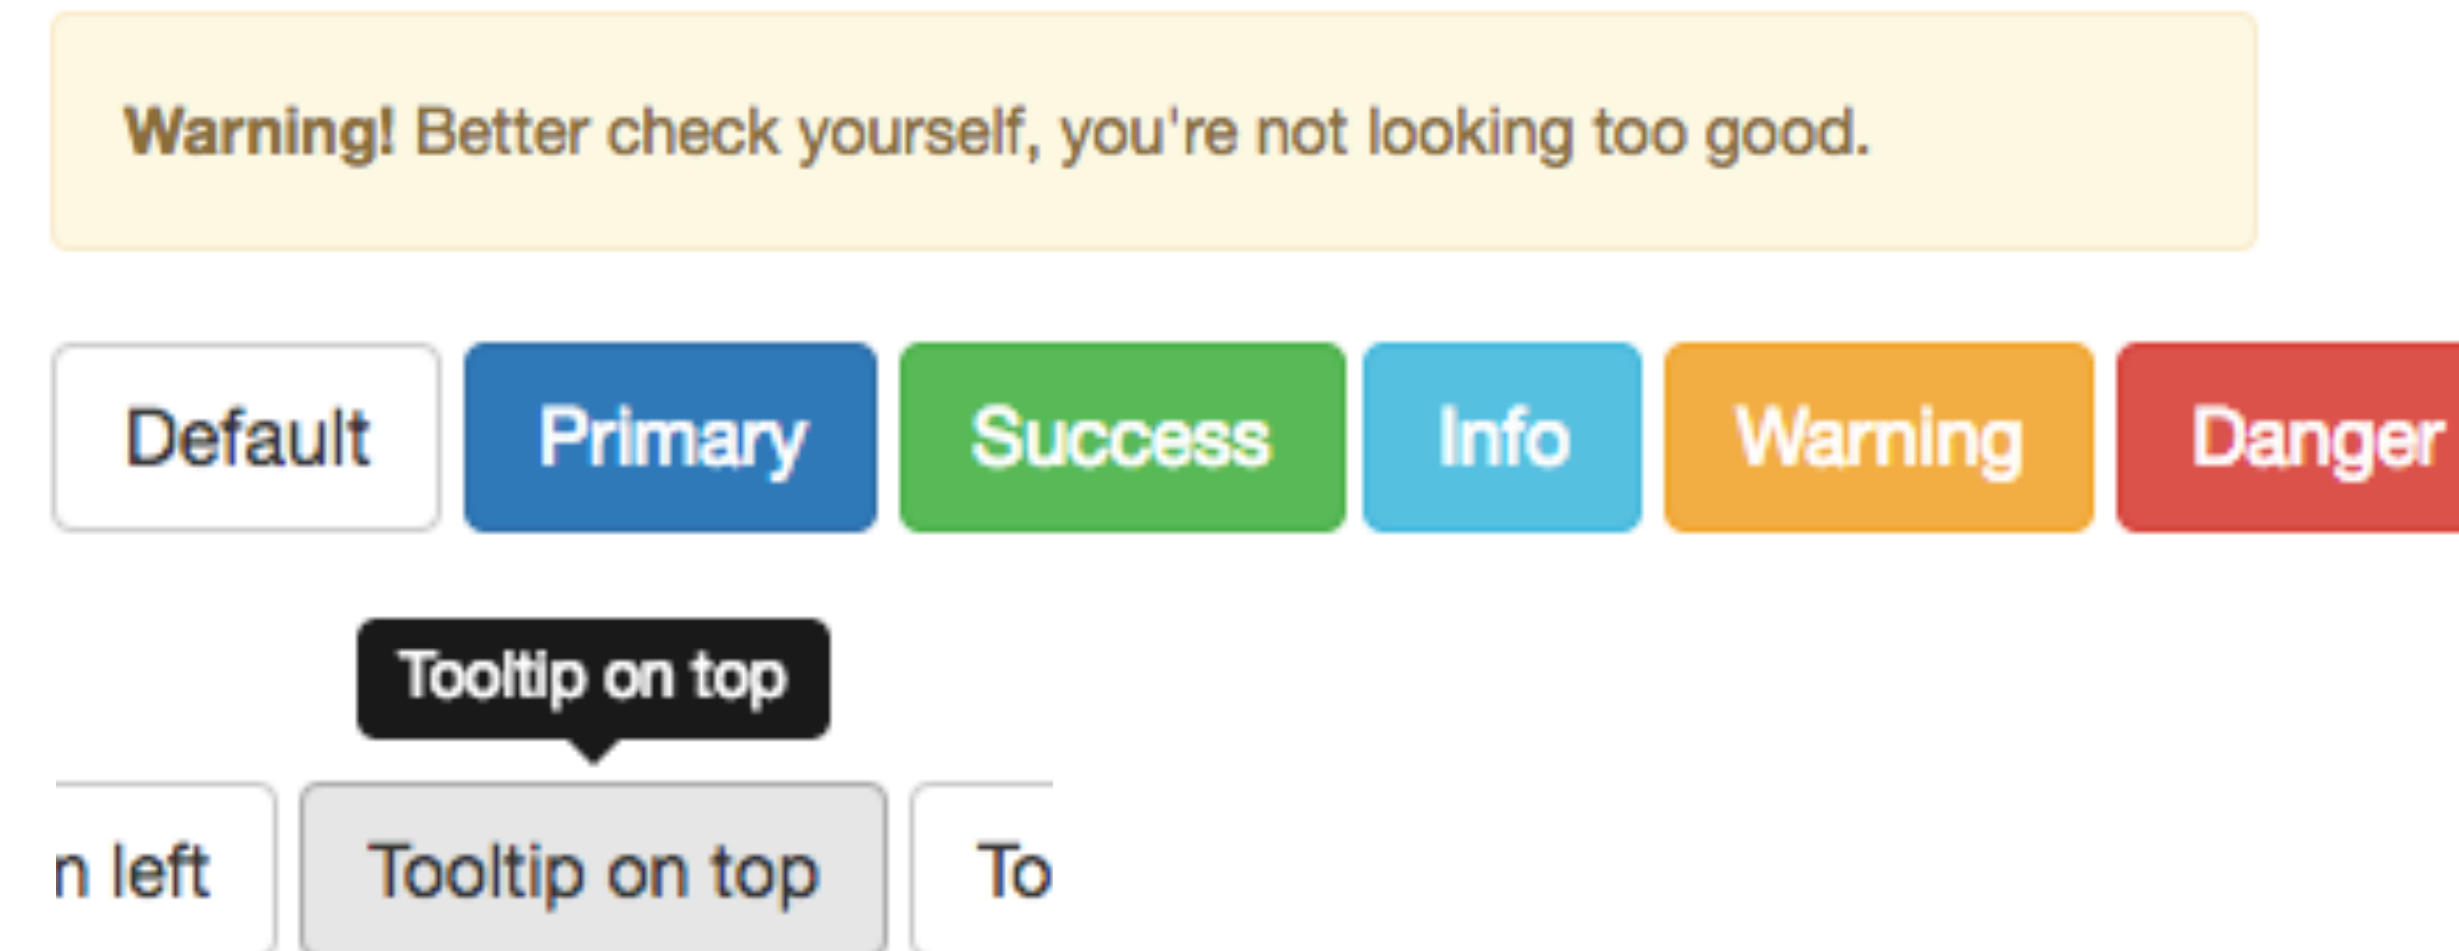 Warning! Better check yourself, you're not looking too good.
Default Primary Success Info Warning Danger
Tooltip on top
n left Tooltip on top To